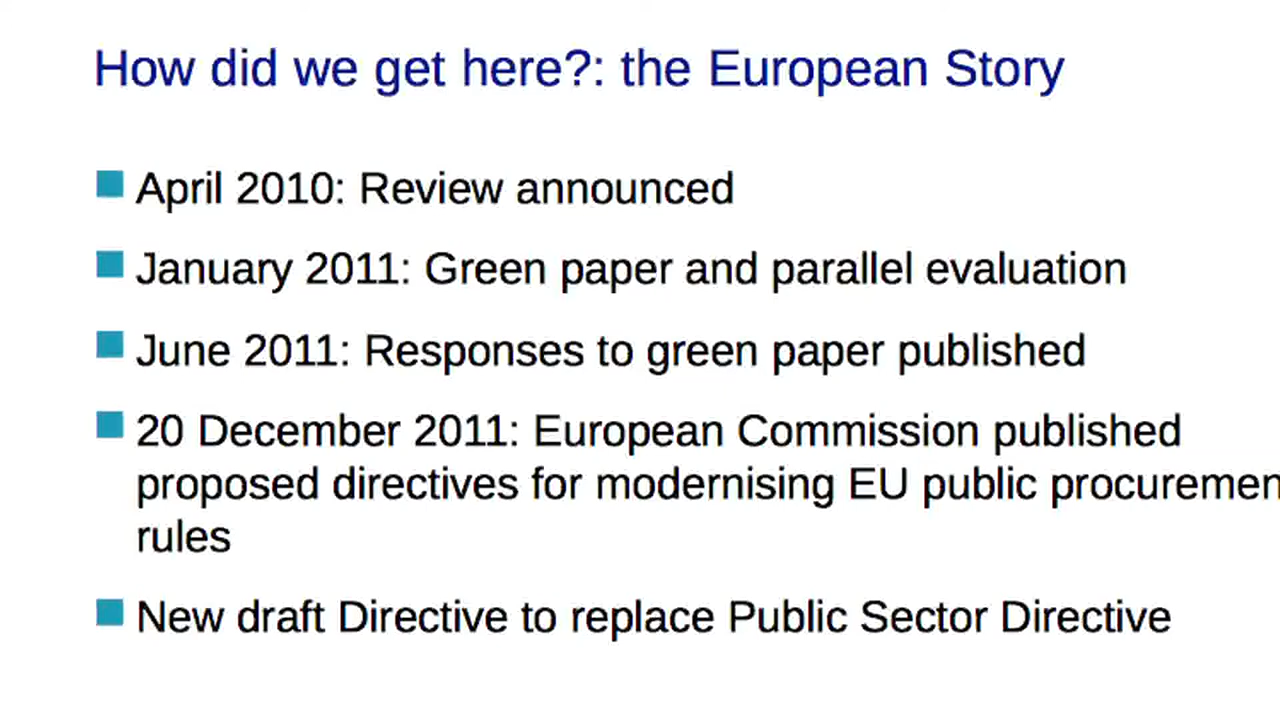 How did we get here?: the European Story
April 2010: Review announced
January 2011: Green paper and parallel evaluation
June 2011: Responses to green paper published
20 December 2011: European Commission published
proposed directives for modernising EU public procuremen
rules
New draft Directive to replace Public Sector Directive